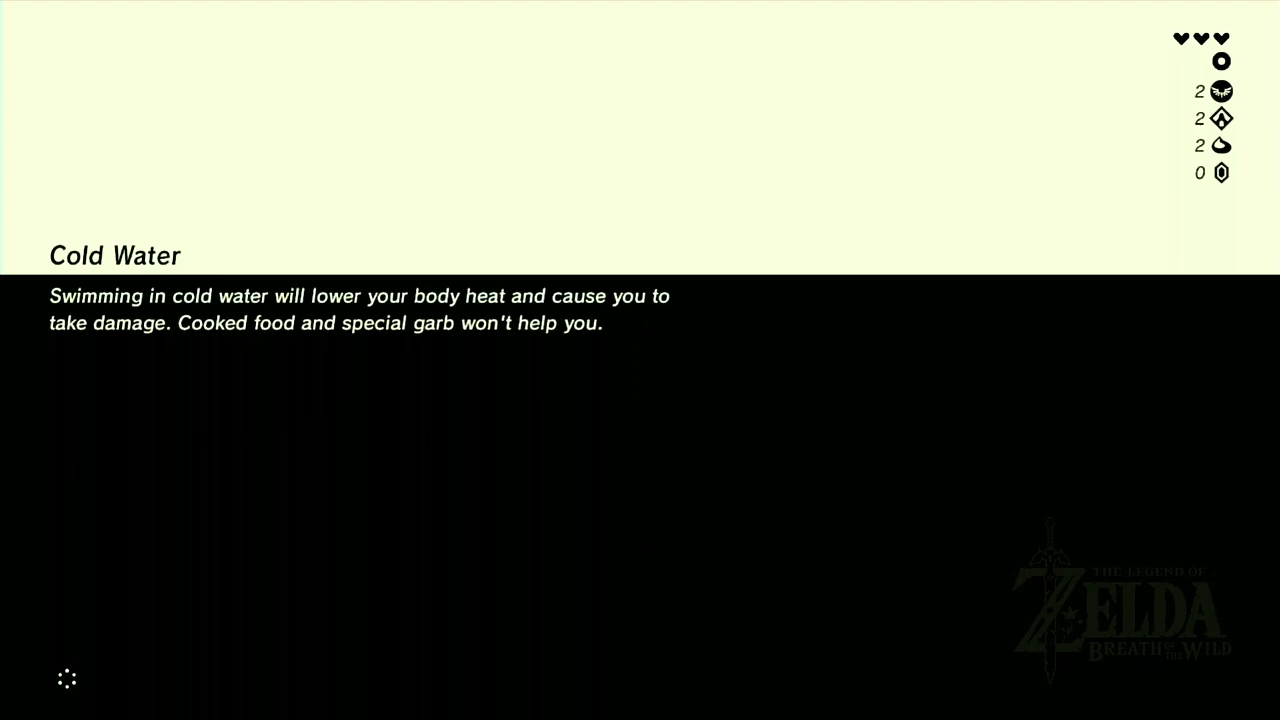 2
2
2
0
Cold Water
Swimming in cold water will lower your body heat and cause you to
take damage. Cooked food and special garb won't help you.
THE LEGEND OF
ZELDA
BREATH OF THE WILD